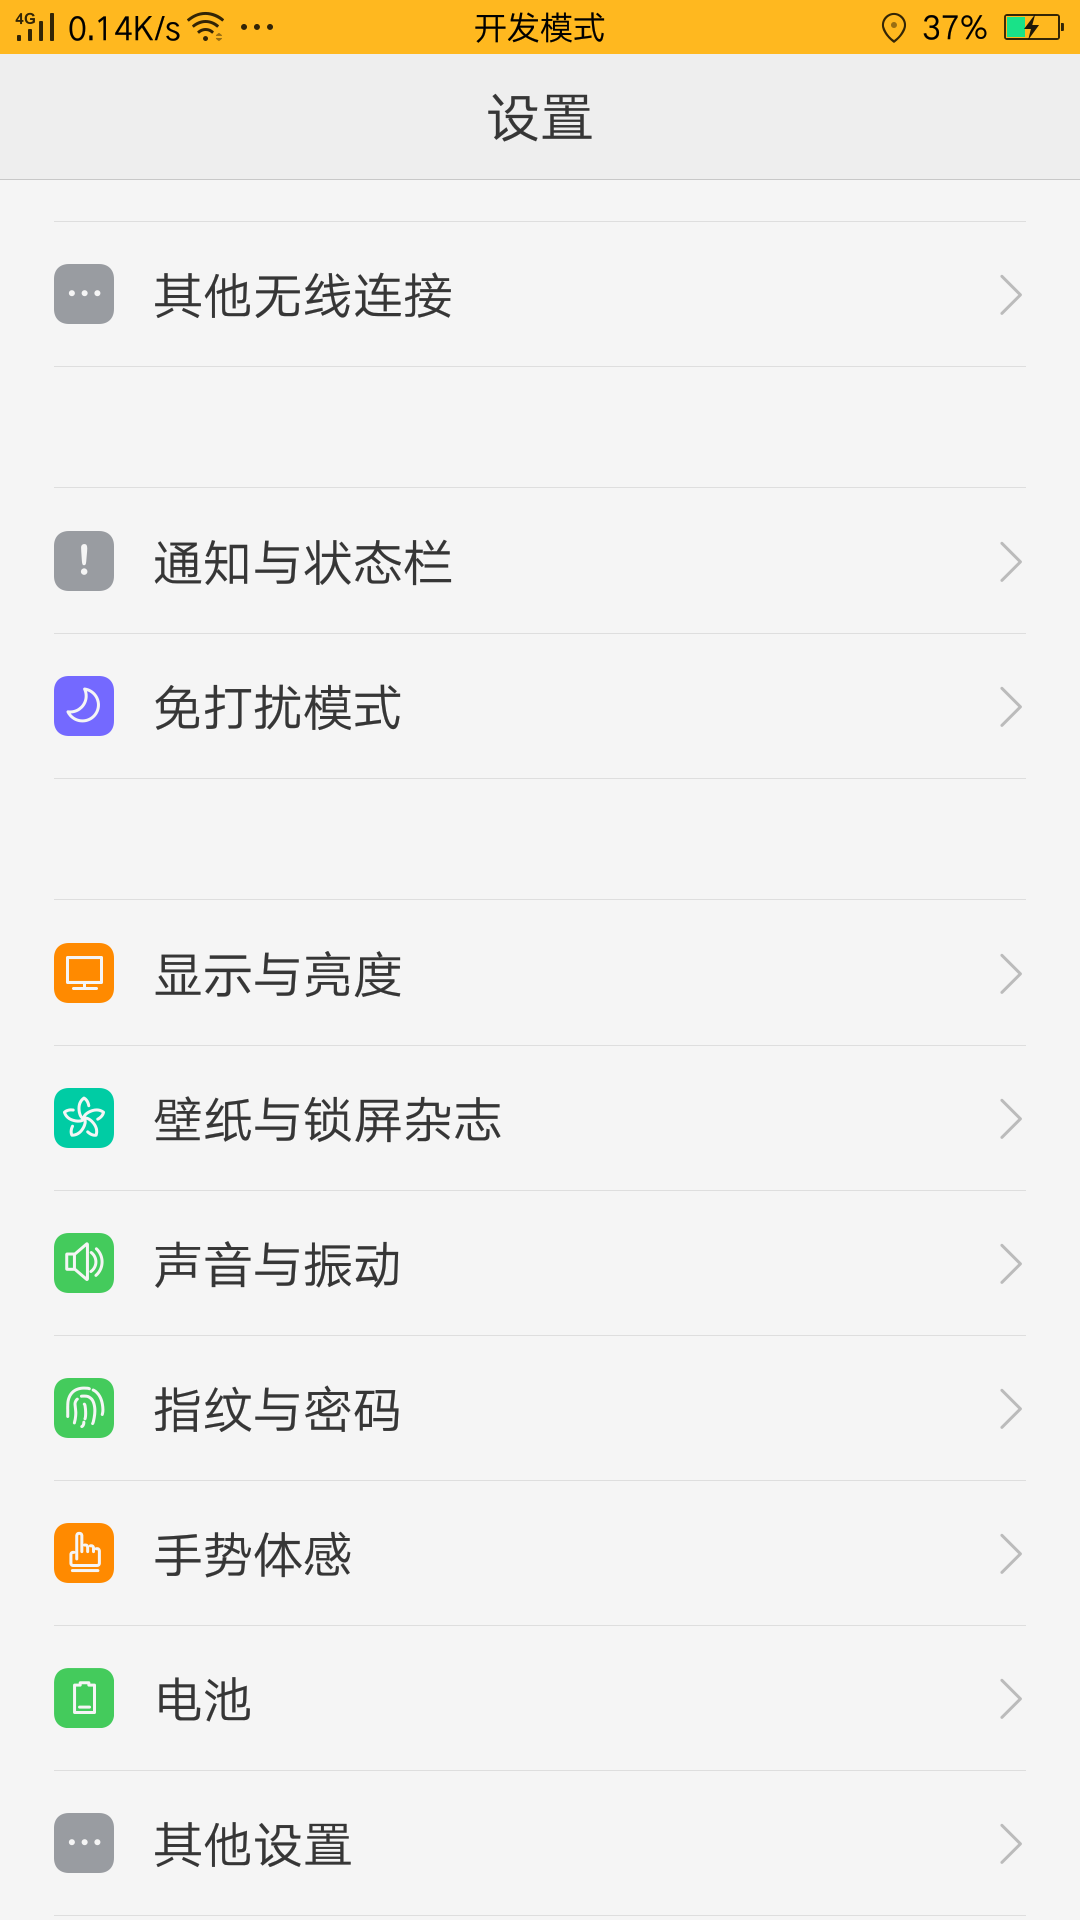 4G 0.14K/s 开发模式 37%
设置
其他无线连接
通知与状态栏
免打扰模式
显示与亮度
壁纸与锁屏杂志
声音与振动
指纹与密码
手势体感
电池
其他设置